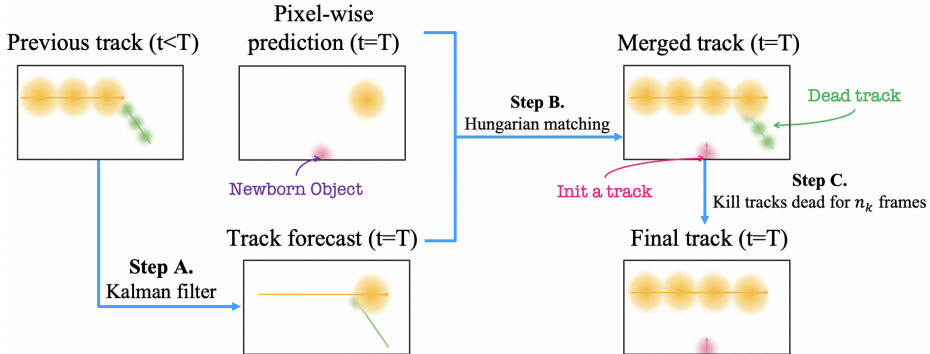 Previous track (t<T)
Pixel-wise
prediction (t=T)
Newborn Object
Step A.
Kalman filter
Track forecast (t=T)
Step B.
Hungarian matching
Merged track (t=T)
Dead track
Init a track
Step C.
Kill tracks dead for nₖ frames
Final track (t=T)